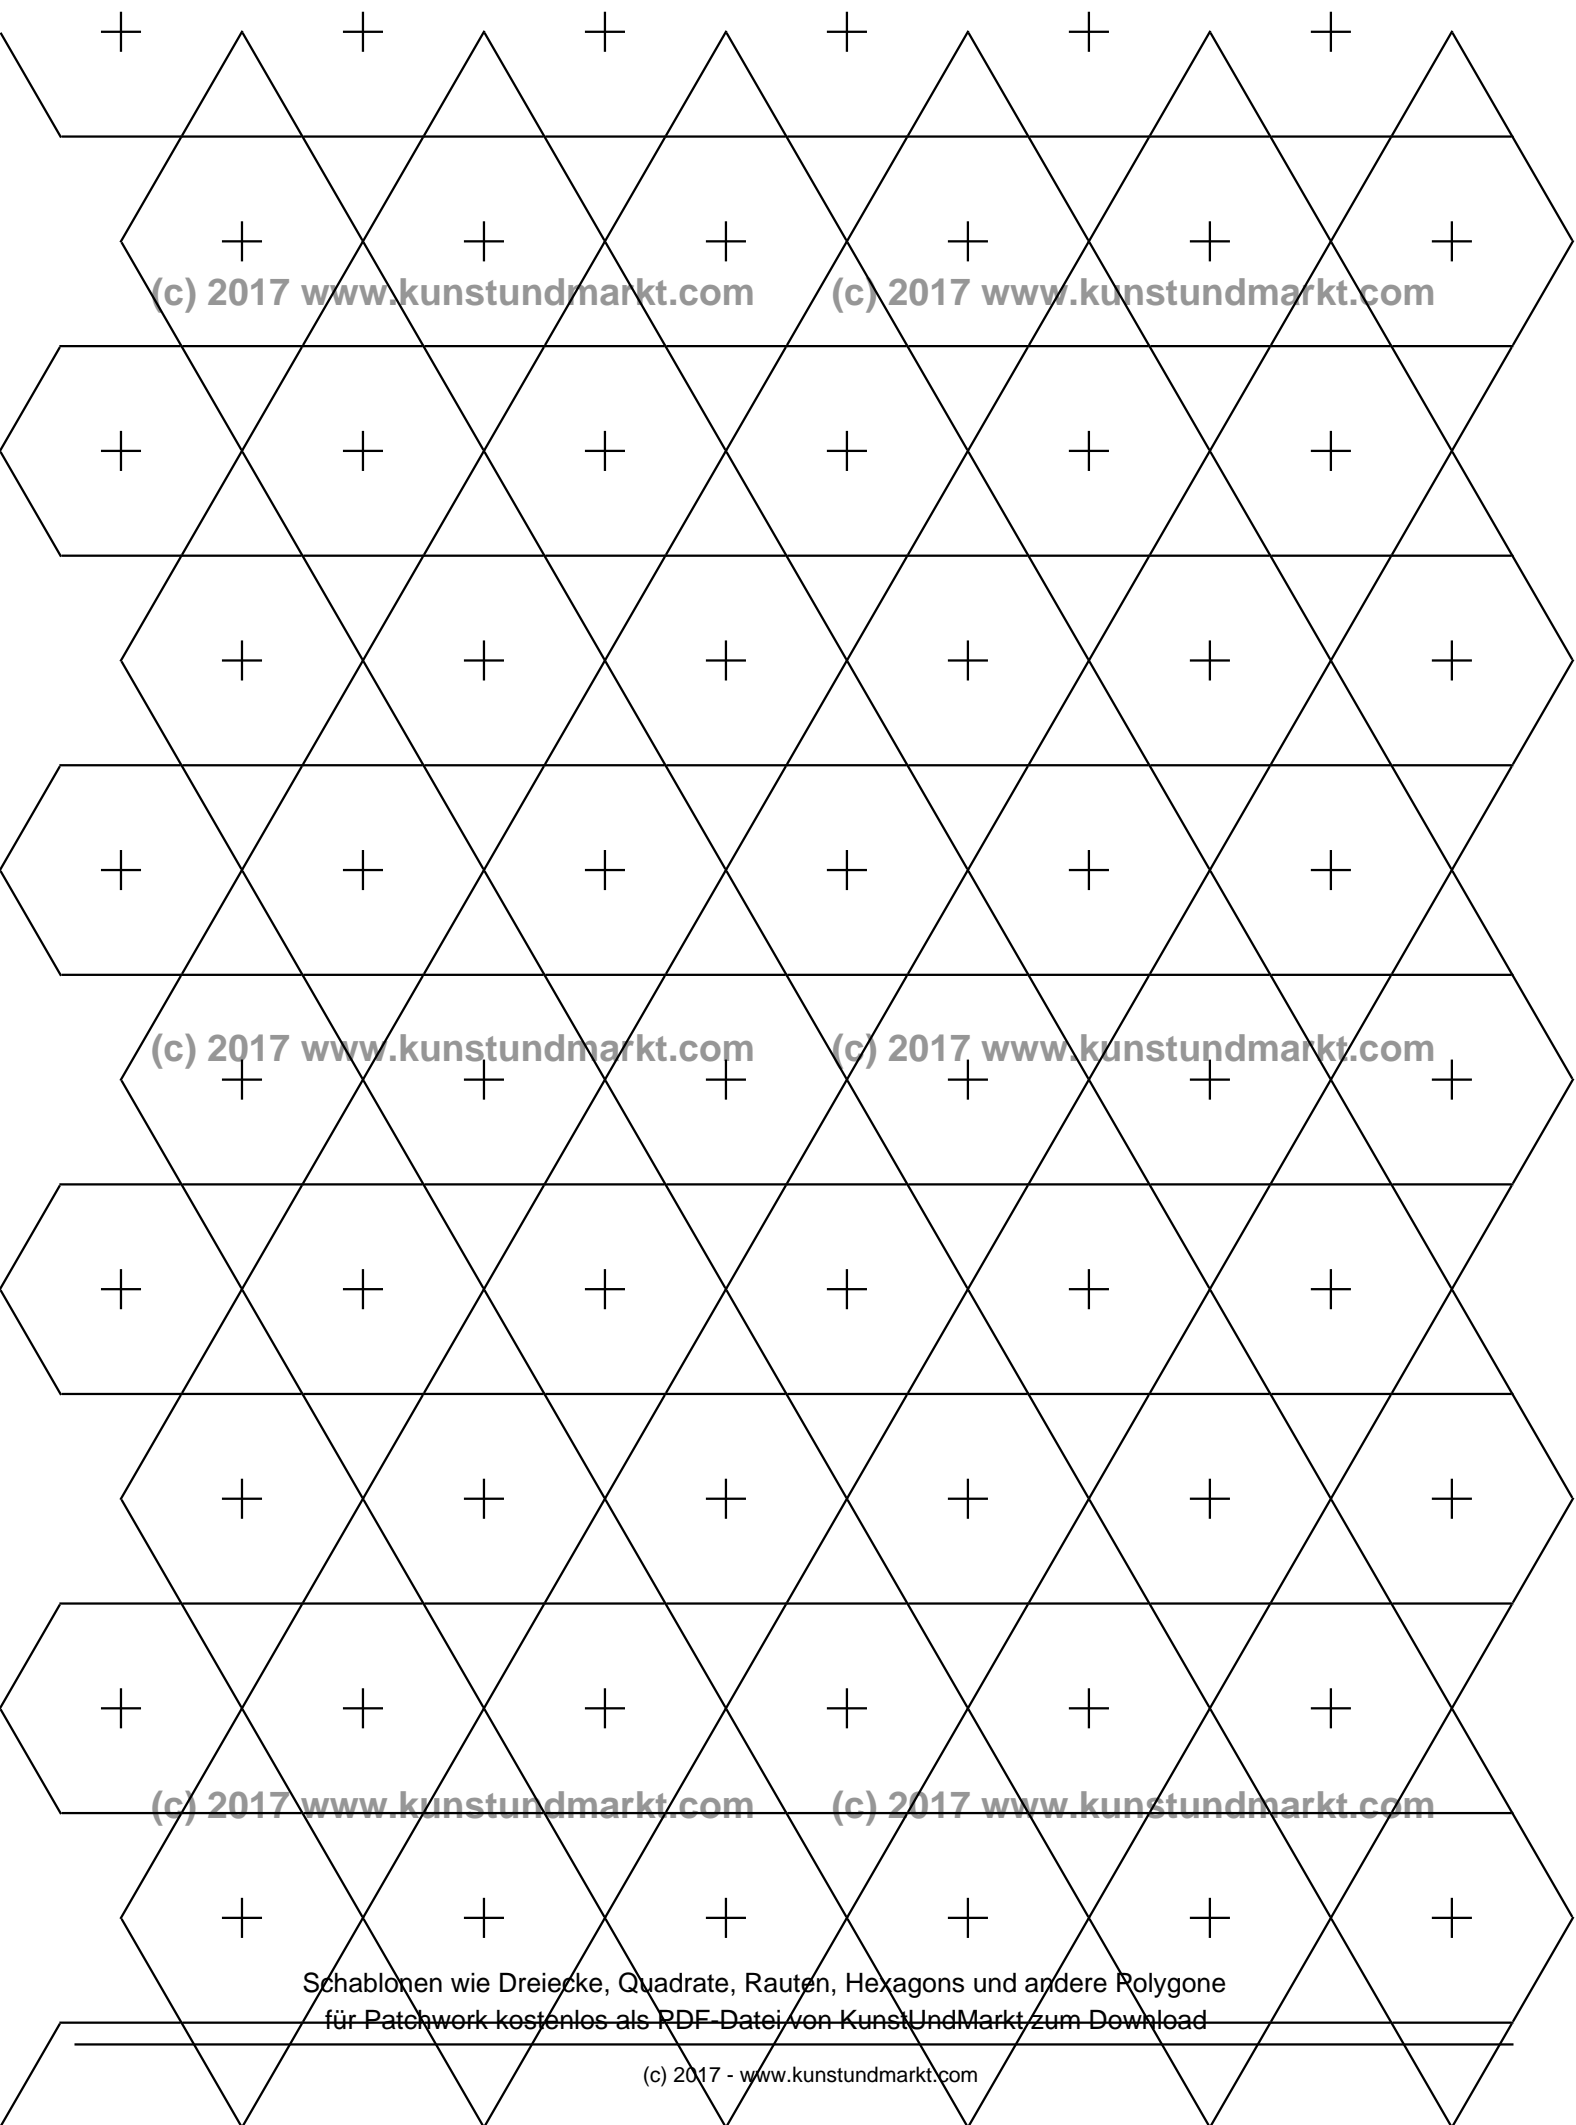 (c) 2017 www.kunstundmarkt.com (c) 2017 www.kunstundmarkt.com
(c) 2017 www.kunstundmarkt.com (c) 2017 www.kunstundmarkt.com
(c) 2017 www.kunstundmarkt.com (c) 2017 www.kunstundmarkt.com
Schablonen wie Dreiecke, Quadrate, Rauten, Hexagons und andere Polygone
für Patchwork kostenlos als PDF-Datei von KunstUndMarkt zum Download
(c) 2017 - www.kunstundmarkt.com